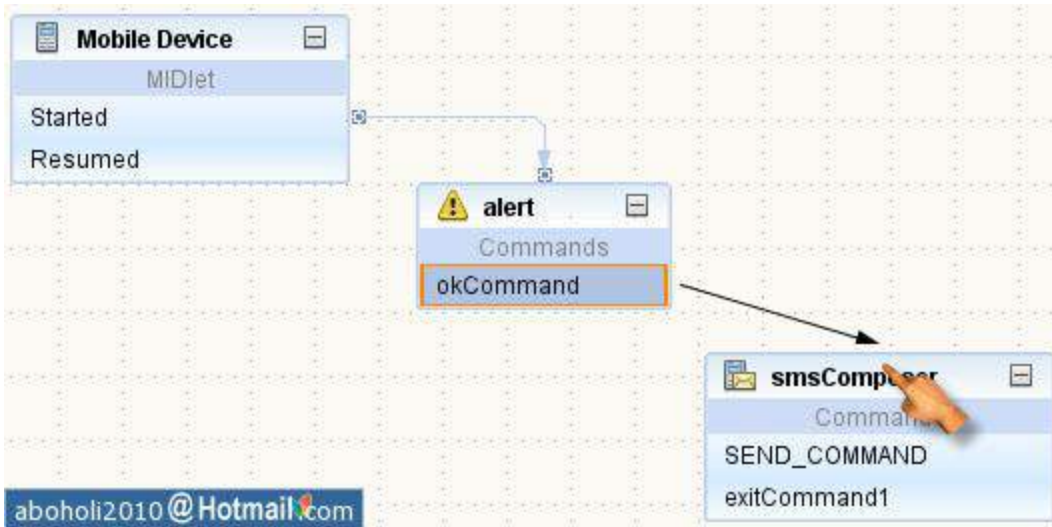 Mobile Device
MIDlet
Started
Resumed
alert
Commands
okCommand
SEND_COMMAND
exitCommand1
aboholi2010@Hotmail.com